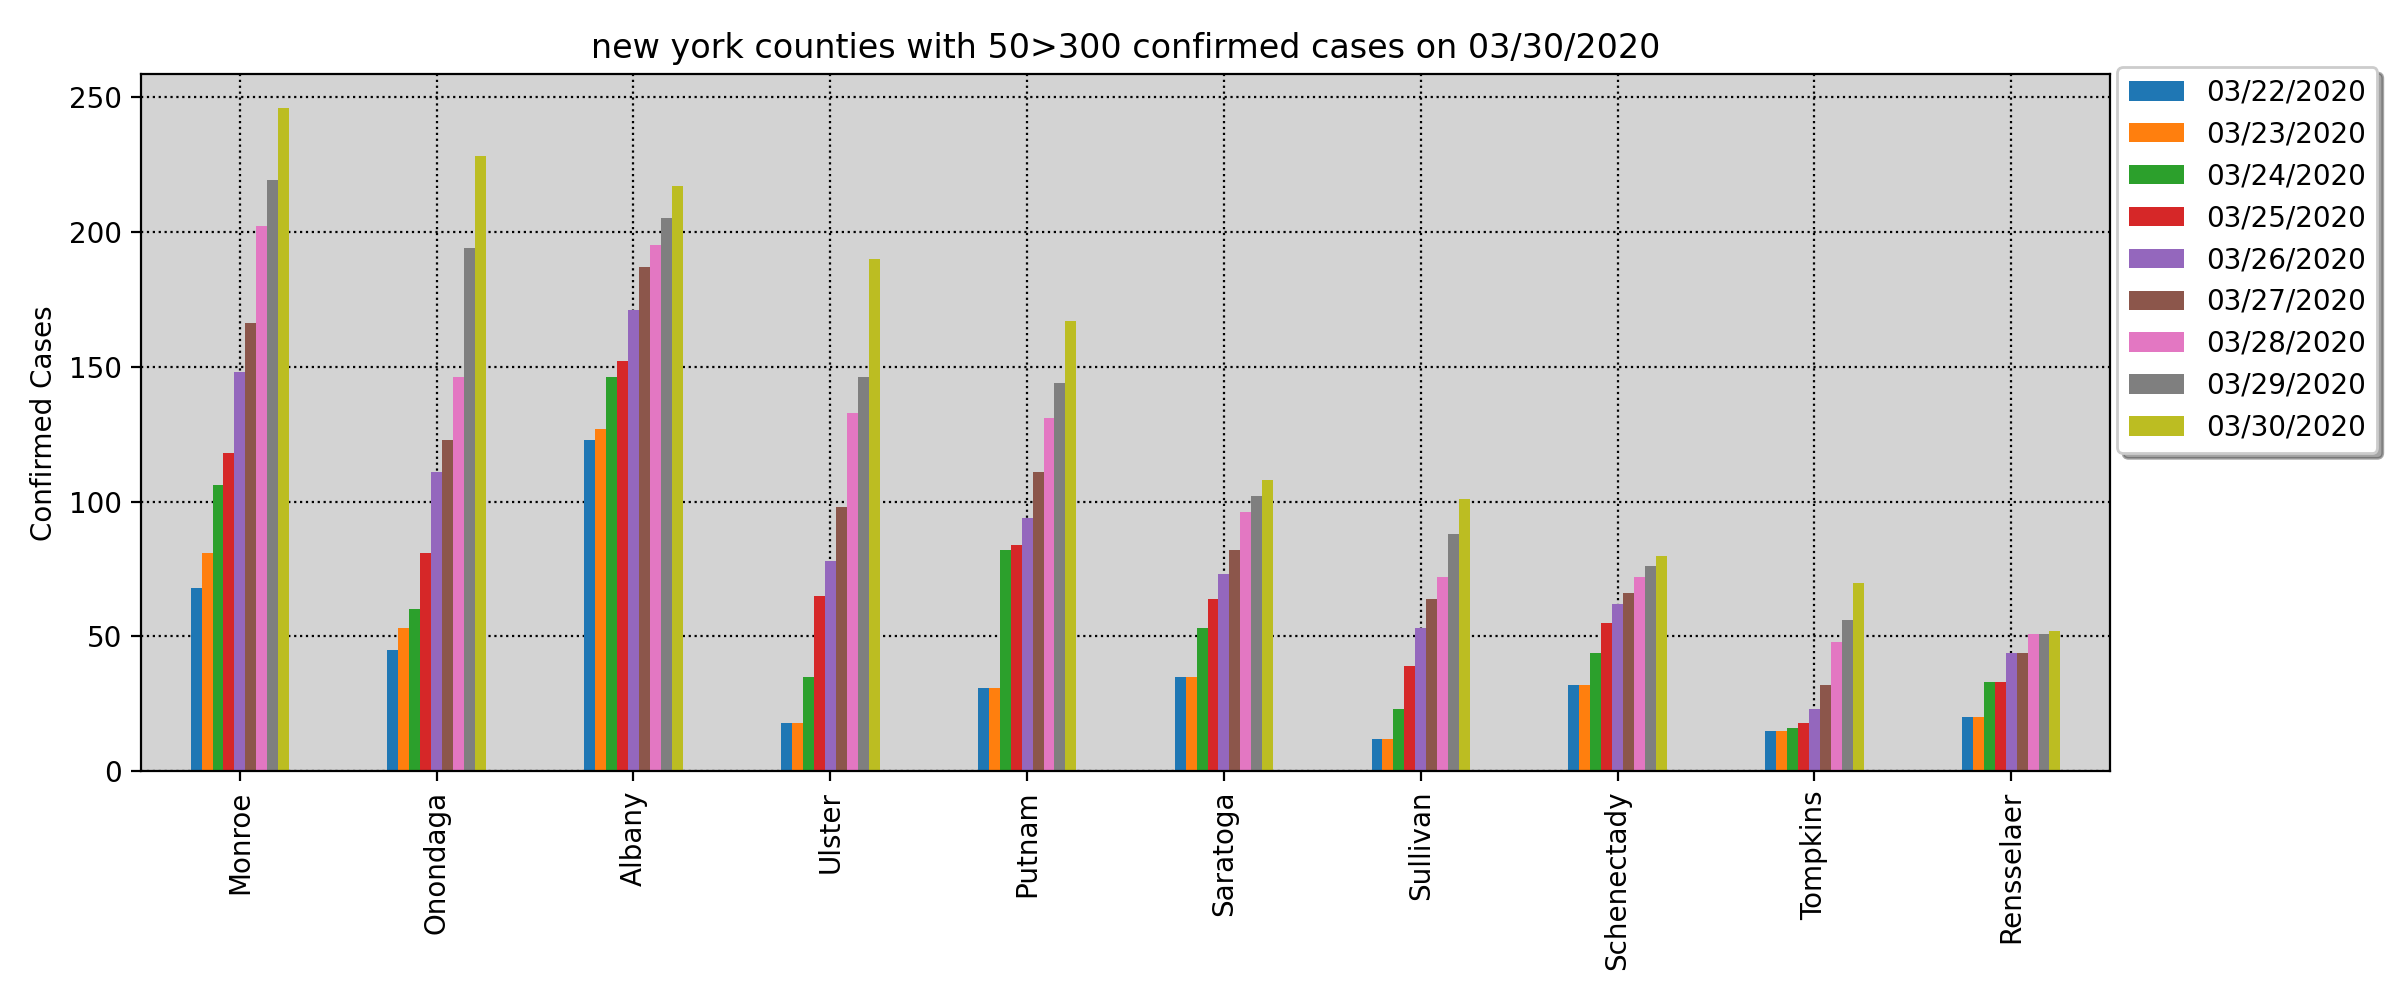 new york counties with 50>300 confirmed cases on 03/30/2020
Confirmed Cases
250
200
150
100
50
0
Monroe
Onondaga
Albany
Ulster
Putnam
Saratoga
Sullivan
Schenectady
Tompkins
Rensselaer
03/22/2020
03/23/2020
03/24/2020
03/25/2020
03/26/2020
03/27/2020
03/28/2020
03/29/2020
03/30/2020